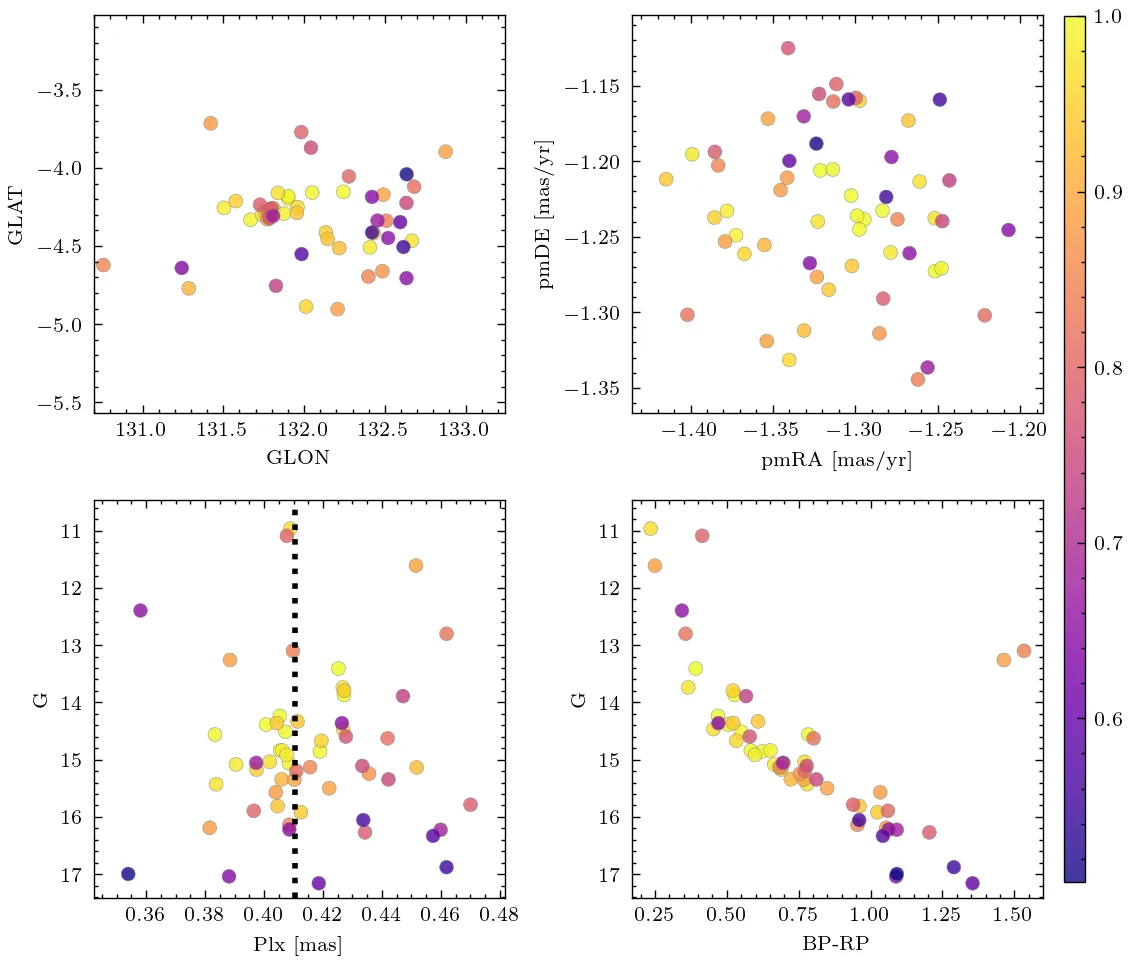 −3.5
−4.0
−4.5
−5.0
−5.5
GLAT
131.0 131.5 132.0 132.5 133.0
GLON
−1.15
−1.20
−1.25
−1.30
−1.35
pmDE [mas/yr]
−1.40 −1.35 −1.30 −1.25 −1.20
pmRA [mas/yr]
1.0
0.9
0.8
0.7
0.6
11
12
13
14
15
16
17
G
0.36 0.38 0.40 0.42 0.44 0.46 0.48
Plx [mas]
11
12
13
14
15
16
17
G
0.25 0.50 0.75 1.00 1.25 1.50
BP-RP